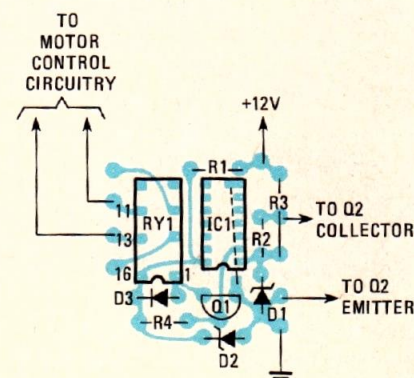 TO
MOTOR
CONTROL
CIRCUITRY
+12V
R1
11
RY1
IC1
R3
TO Q2
COLLECTOR
13
R2
16
1
TO Q2
EMITTER
D3
Q1
D1
R4
D2